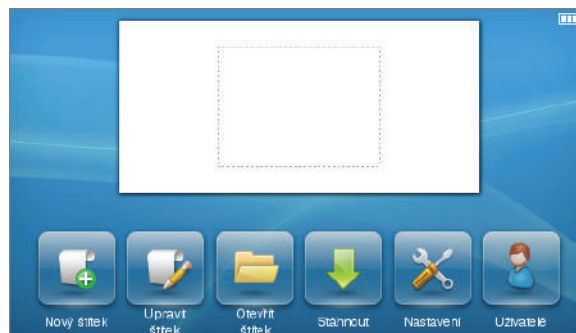 Nový štítek
Upravit
štítek
Otevřít
štítek
Stáhnout
Nastavení
Uživatelé